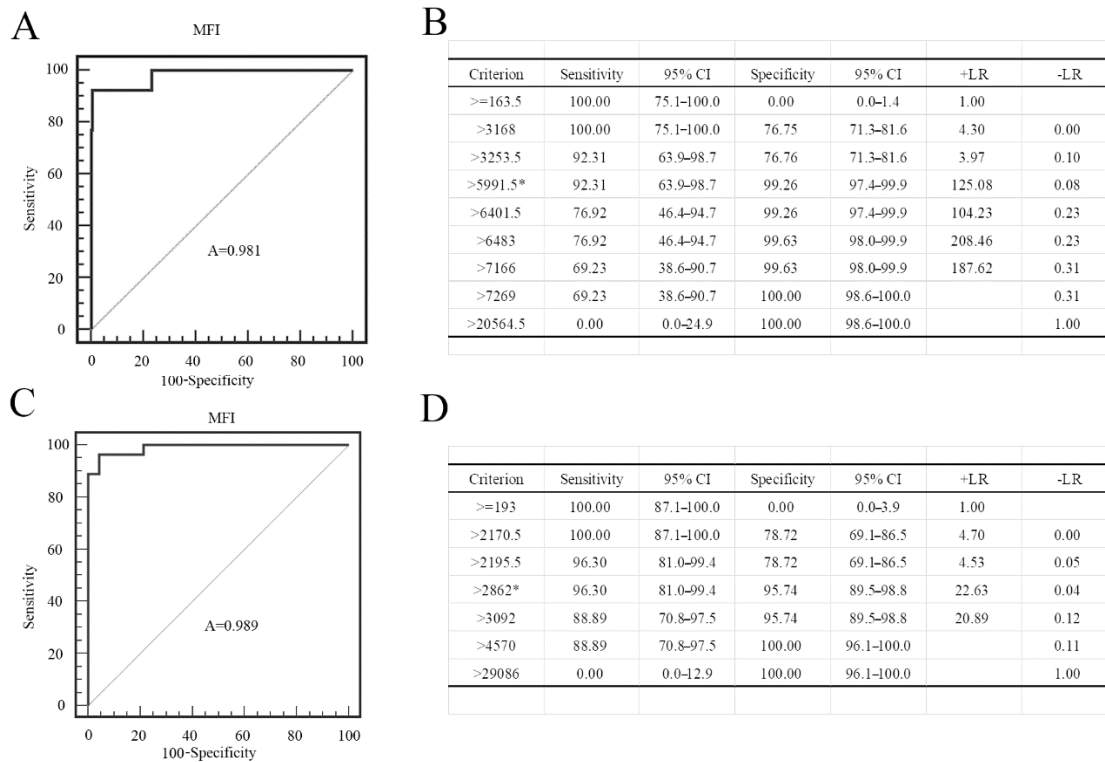 A
MFI
100
80
60
40
20
0
Sensitivity
A=0.981
0 20 40 60 80 100
100-Specificity
B
Criterion Sensitivity 95% CI Specificity 95% CI +LR -LR
>=163.5 100.00 75.1–100.0 0.00 0.0–1.4 1.00
>3168 100.00 75.1–100.0 76.75 71.3–81.6 4.30 0.00
>3253.5 92.31 63.9–98.7 76.76 71.3–81.6 3.97 0.10
>5991.5* 92.31 63.9–98.7 99.26 97.4–99.9 125.08 0.08
>6401.5 76.92 46.4–94.7 99.26 97.4–99.9 104.23 0.23
>6483 76.92 46.4–94.7 99.63 98.0–99.9 208.46 0.23
>7166 69.23 38.6–90.7 99.63 98.0–99.9 187.62 0.31
>7269 69.23 38.6–90.7 100.00 98.6–100.0 0.31
>20564.5 0.00 0.0–24.9 100.00 98.6–100.0 1.00
C
MFI
100
80
60
40
20
0
Sensitivity
A=0.989
0 20 40 60 80 100
100-Specificity
D
Criterion Sensitivity 95% CI Specificity 95% CI +LR -LR
>=193 100.00 87.1–100.0 0.00 0.0–3.9 1.00
>2170.5 100.00 87.1–100.0 78.72 69.1–86.5 4.70 0.00
>2195.5 96.30 81.0–99.4 78.72 69.1–86.5 4.53 0.05
>2862* 96.30 81.0–99.4 95.74 89.5–98.8 22.63 0.04
>3092 88.89 70.8–97.5 95.74 89.5–98.8 20.89 0.12
>4570 88.89 70.8–97.5 100.00 96.1–100.0 0.11
>29086 0.00 0.0–12.9 100.00 96.1–100.0 1.00